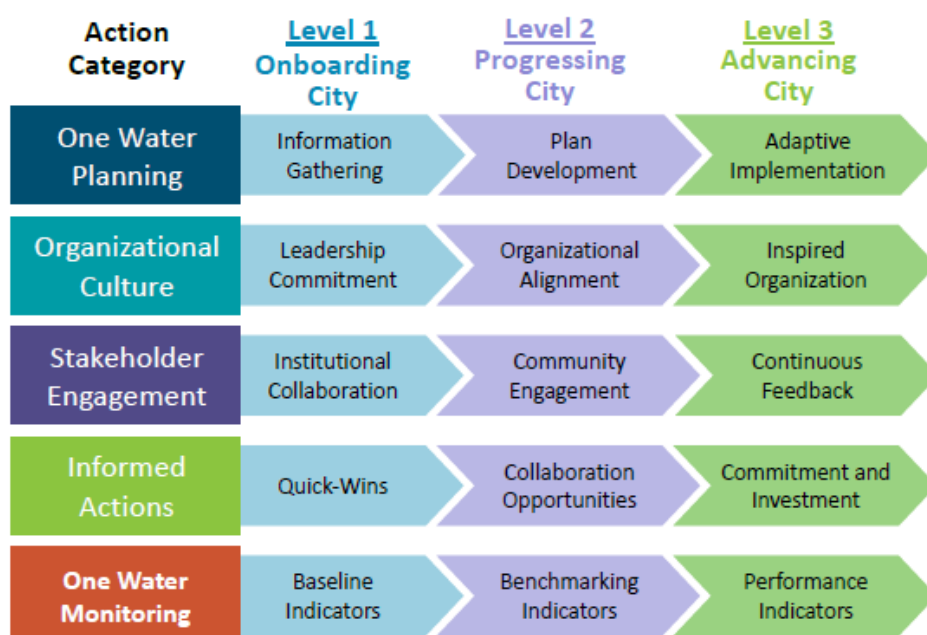 Action
Category
Level 1
Onboarding
City
Level 2
Progressing
City
Level 3
Advancing
City
One Water
Planning
Information
Gathering
Plan
Development
Adaptive
Implementation
Organizational
Culture
Leadership
Commitment
Organizational
Alignment
Inspired
Organization
Stakeholder
Engagement
Institutional
Collaboration
Community
Engagement
Continuous
Feedback
Informed
Actions
Quick-Wins
Collaboration
Opportunities
Commitment and
Investment
One Water
Monitoring
Baseline
Indicators
Benchmarking
Indicators
Performance
Indicators